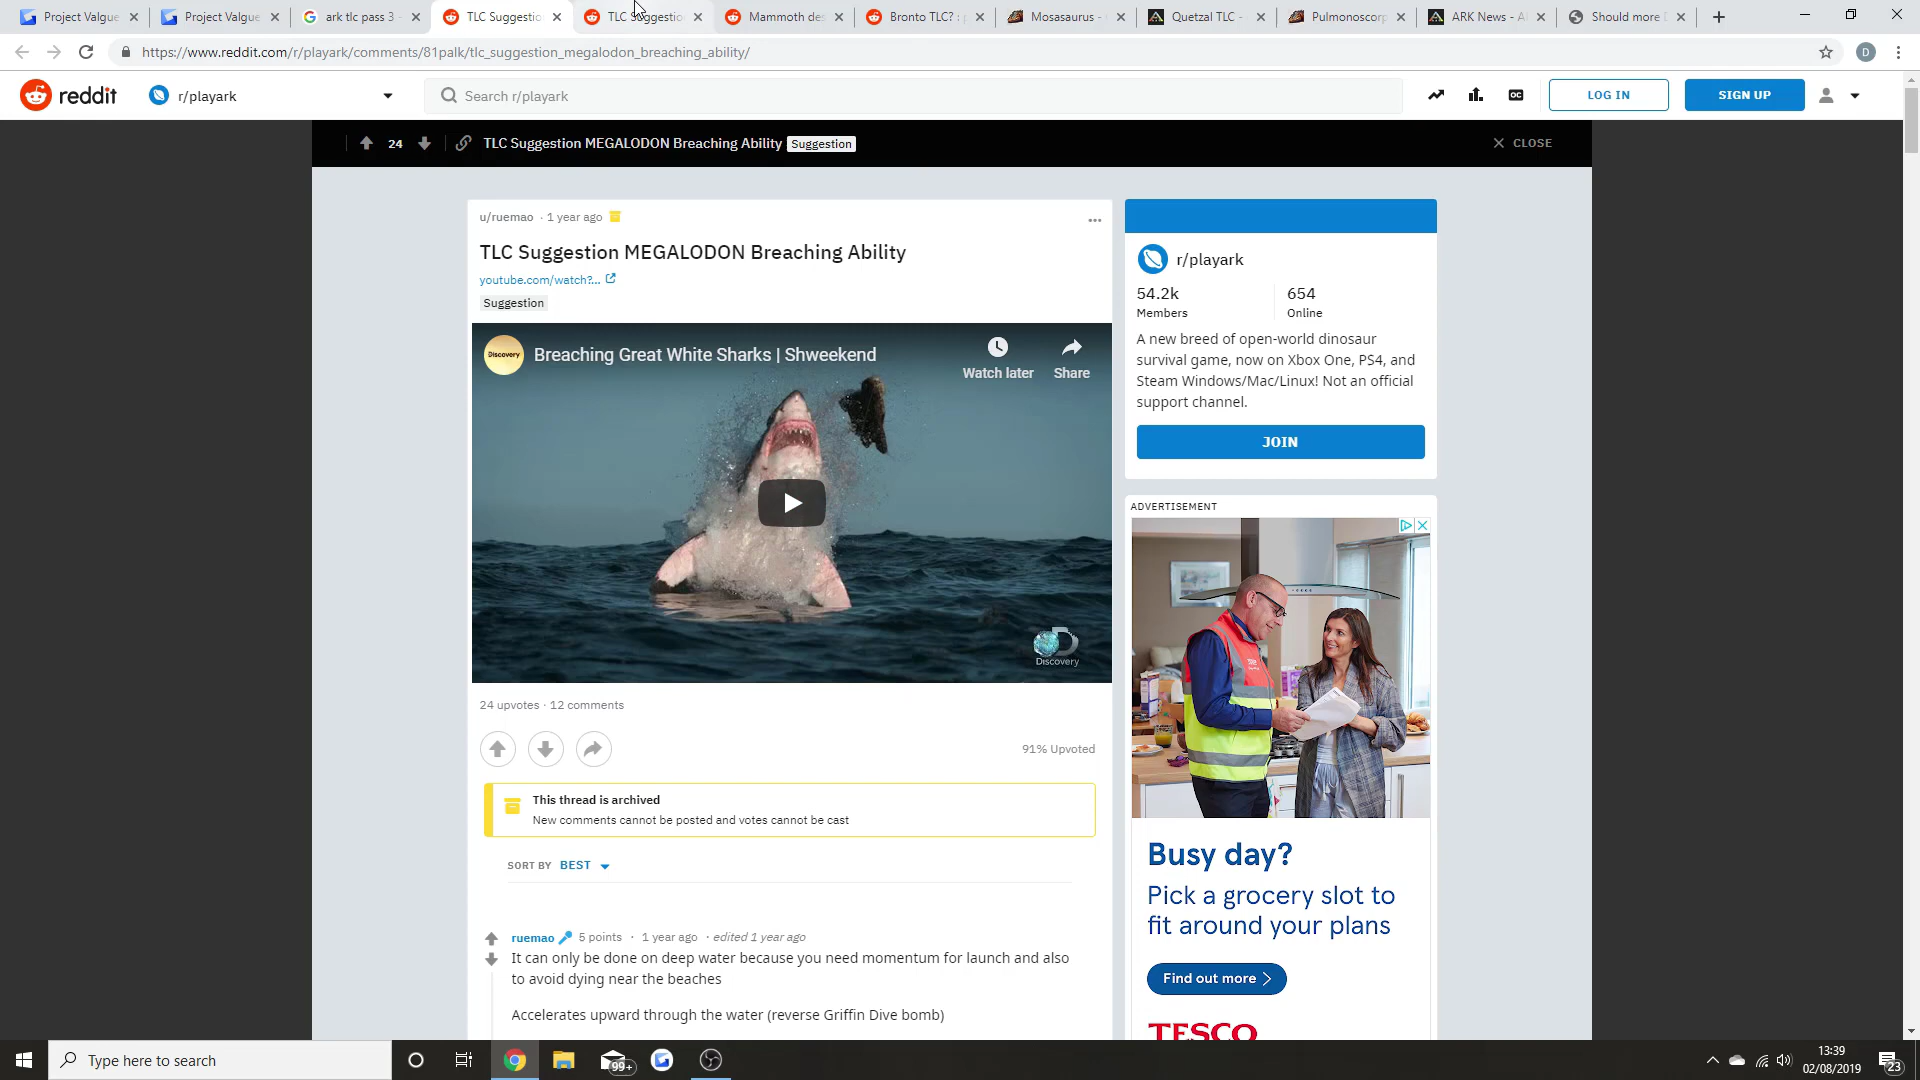 Project Valgue
Project Valgue
ark tlc pass 3 -
TLC Suggestio
TLC Suggestio
Mammoth des
Bronto TLC? :
Mosasaurus -
Quetzal TLC -
Pulmonoscorp
ARK News - A
Should more
https://www.reddit.com/r/playark/comments/81palk/tlc_suggestion_megalodon_breaching_ability/
D
reddit
r/playark
Search r/playark
OC
LOG IN
SIGN UP
24
TLC Suggestion MEGALODON Breaching Ability
Suggestion
CLOSE
u/ruemao · 1 year ago
TLC Suggestion MEGALODON Breaching Ability
youtube.com/watch?...
Suggestion
Discovery
Breaching Great White Sharks | Shweekend
Watch later
Share
Discovery
24 upvotes · 12 comments
91% Upvoted
This thread is archived
New comments cannot be posted and votes cannot be cast
SORT BY BEST
ruemao 5 points · 1 year ago · edited 1 year ago
It can only be done on deep water because you need momentum for launch and also
to avoid dying near the beaches
Accelerates upward through the water (reverse Griffin Dive bomb)
r/playark
54.2k
Members
654
Online
A new breed of open-world dinosaur
survival game, now on Xbox One, PS4, and
Steam Windows/Mac/Linux! Not an official
support channel.
JOIN
ADVERTISEMENT
Busy day?
Pick a grocery slot to
fit around your plans
Find out more >
TESCO
Type here to search
99+
13:39
02/08/2019
23